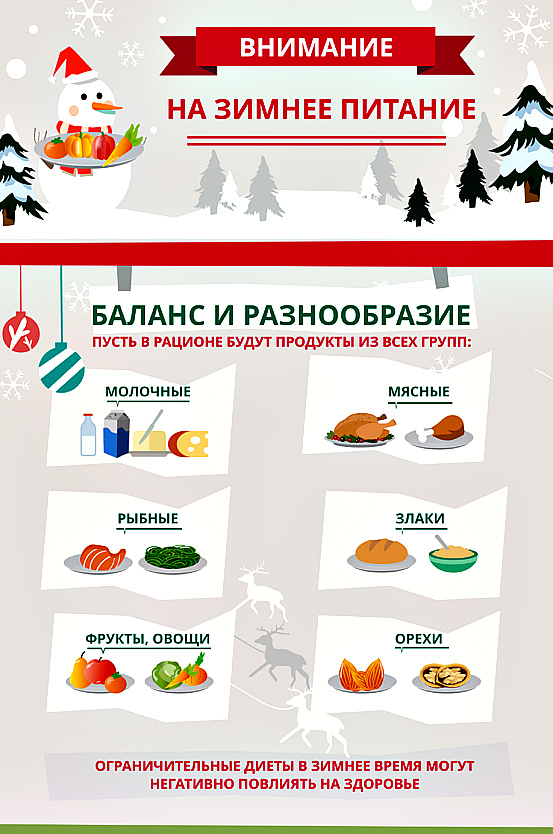 ВНИМАНИЕ
НА ЗИМНЕЕ ПИТАНИЕ
БАЛАНС И РАЗНООБРАЗИЕ
ПУСТЬ В РАЦИОНЕ БУДУТ ПРОДУКТЫ ИЗ ВСЕХ ГРУПП:
МОЛОЧНЫЕ
МЯСНЫЕ
РЫБНЫЕ
ЗЛАКИ
ФРУКТЫ, ОВОЩИ
ОРЕХИ
ОГРАНИЧИТЕЛЬНЫЕ ДИЕТЫ В ЗИМНЕЕ ВРЕМЯ МОГУТ
НЕГАТИВНО ПОВЛИЯТЬ НА ЗДОРОВЬЕ